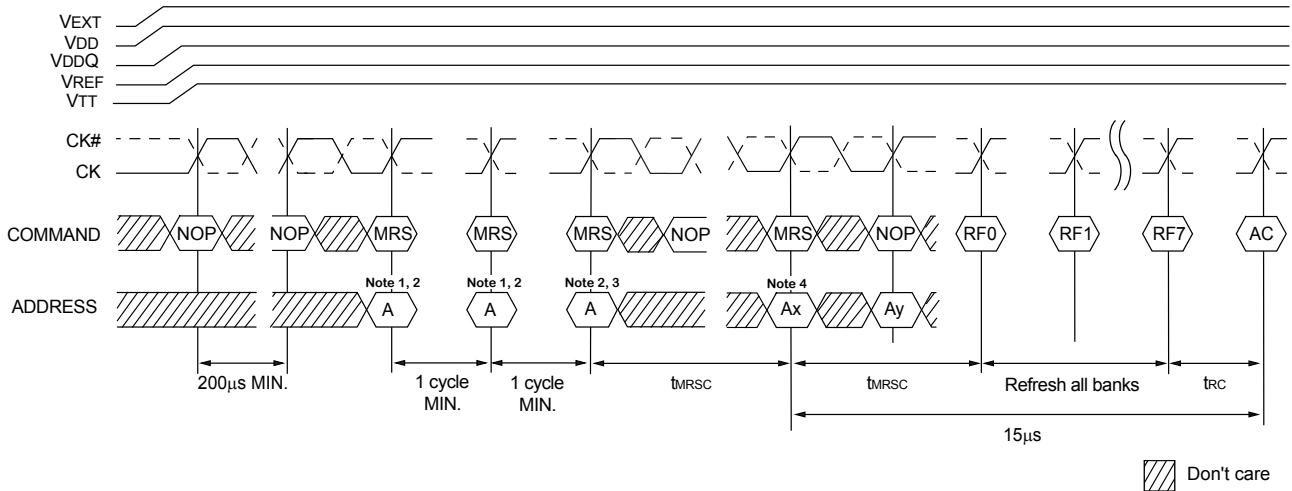 VEXT
VDD
VDDQ
VREF
VTT
CK#
CK
COMMAND NOP NOP MRS MRS MRS NOP MRS NOP RF0 RF1 RF7 AC
Note 1, 2 Note 1, 2 Note 2, 3 Note 4
ADDRESS A A A Ax Ay
200μs MIN. 1 cycle MIN. 1 cycle MIN. tMRSC tMRSC Refresh all banks tRC
15μs
Don't care